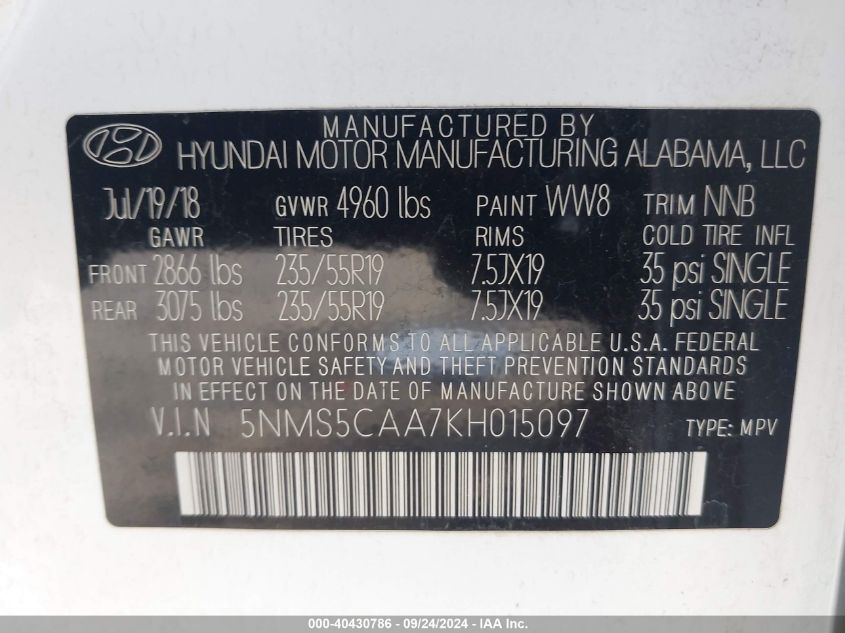 MANUFACTURED BY
HYUNDAI MOTOR MANUFACTURING ALABAMA, LLC
Jul/19/18 GVWR 4960 lbs PAINT WW8 TRIM NNB
GAWR TIRES RIMS COLD TIRE INFL
FRONT 2866 lbs 235/55R19 7.5JX19 35 psi SINGLE
REAR 3075 lbs 235/55R19 7.5JX19 35 psi SINGLE
THIS VEHICLE CONFORMS TO ALL APPLICABLE U.S.A. FEDERAL
MOTOR VEHICLE SAFETY AND THEFT PREVENTION STANDARDS
IN EFFECT ON THE DATE OF MANUFACTURE SHOWN ABOVE.
V.I.N 5NMS5CAA7KH015097 TYPE: MPV
000-40430786 - 09/24/2024 - IAA, Inc.